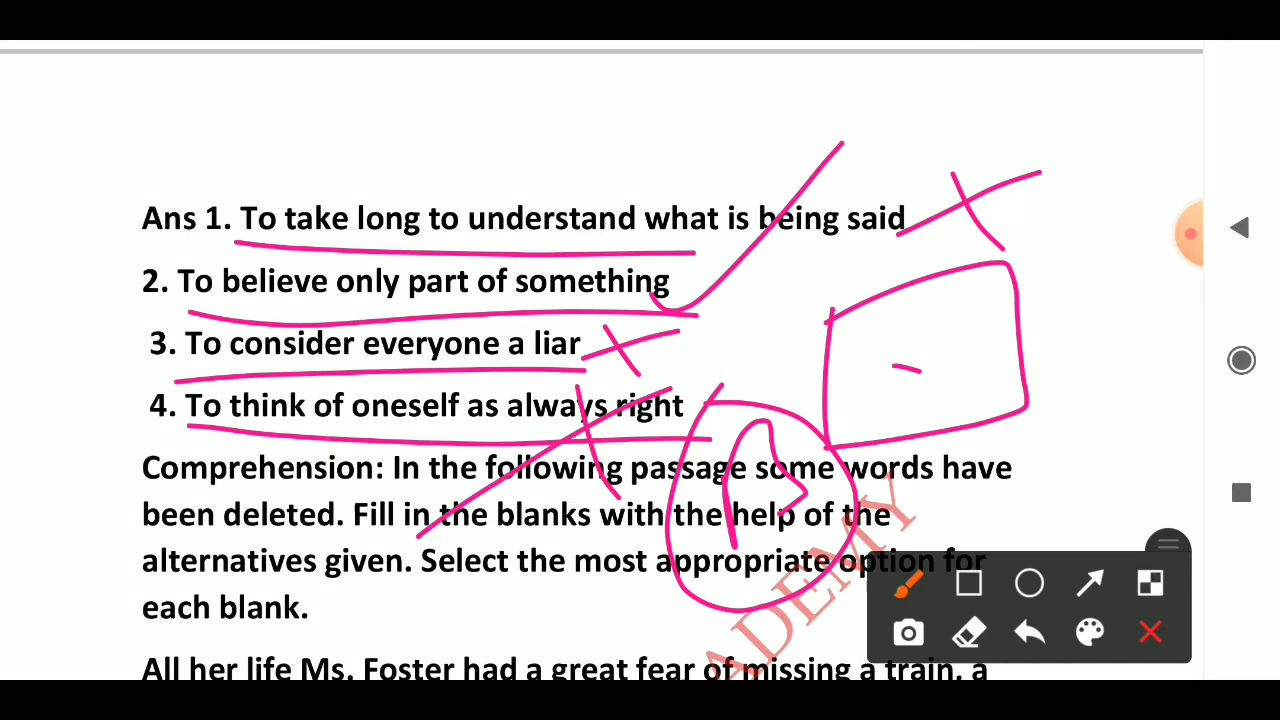 Ans 1. To take long to understand what is being said
2. To believe only part of something
3. To consider everyone a liar
4. To think of oneself as always right
Comprehension: In the following passage some words have
been deleted. Fill in the blanks with the help of the
alternatives given. Select the most appropriate option for
each blank.
All her life Ms. Foster had a great fear of missing a train, a
ADEMY